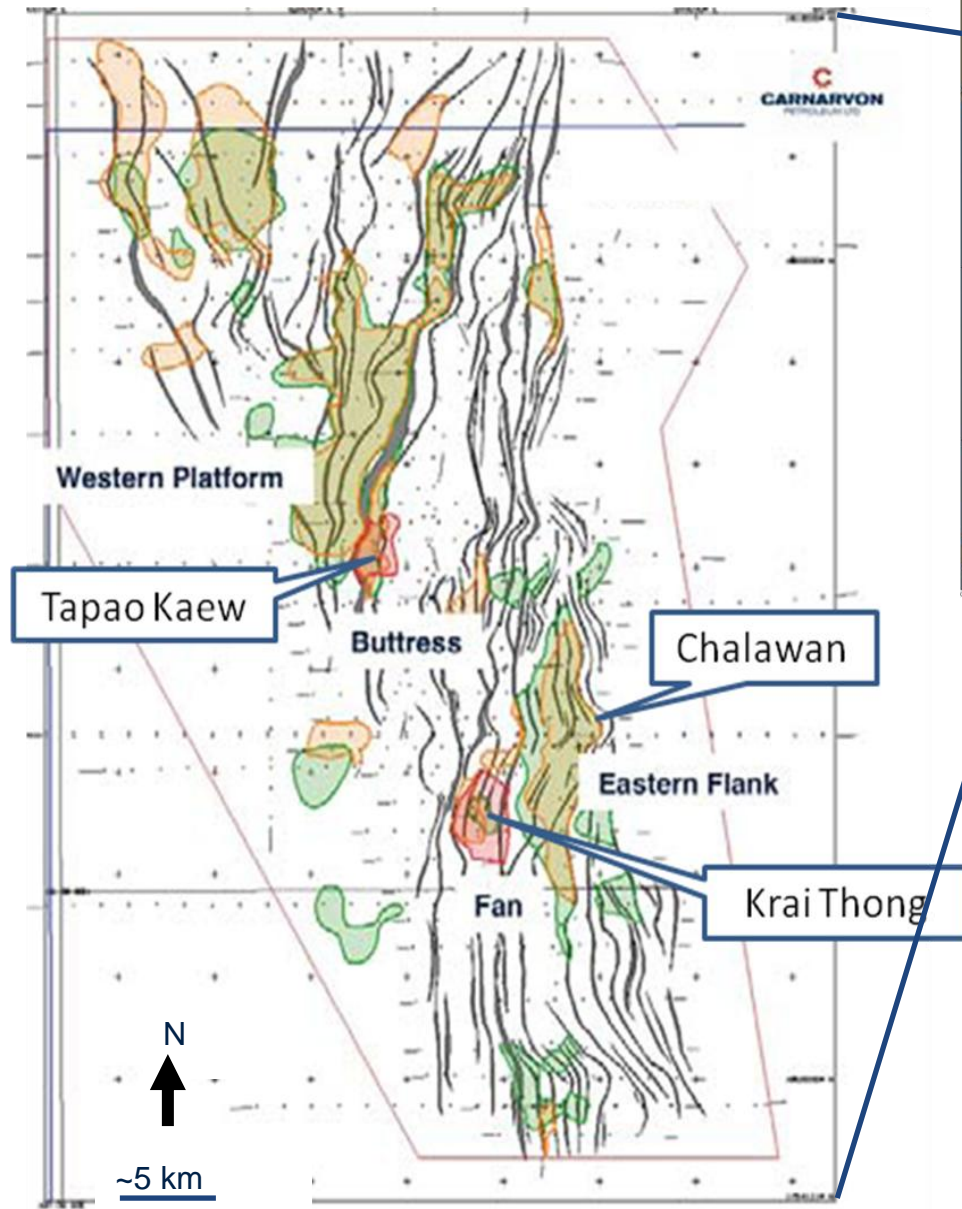 CARNARVON
PETROLEUM LTD
Western Platform
Tapao Kaew
Buttress
Chalawan
Eastern Flank
Krai Thong
Fan
N
~5 km